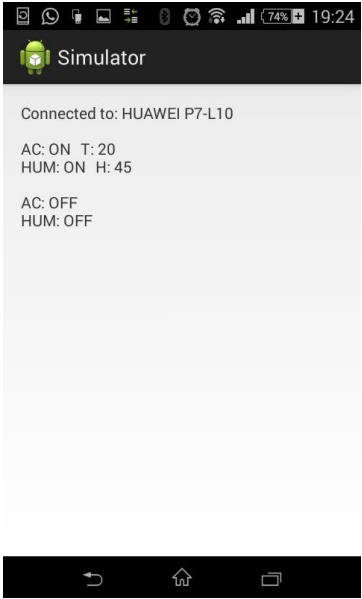 74% 19:24
Simulator
Connected to: HUAWEI P7-L10
AC: ON T: 20
HUM: ON H: 45
AC: OFF
HUM: OFF